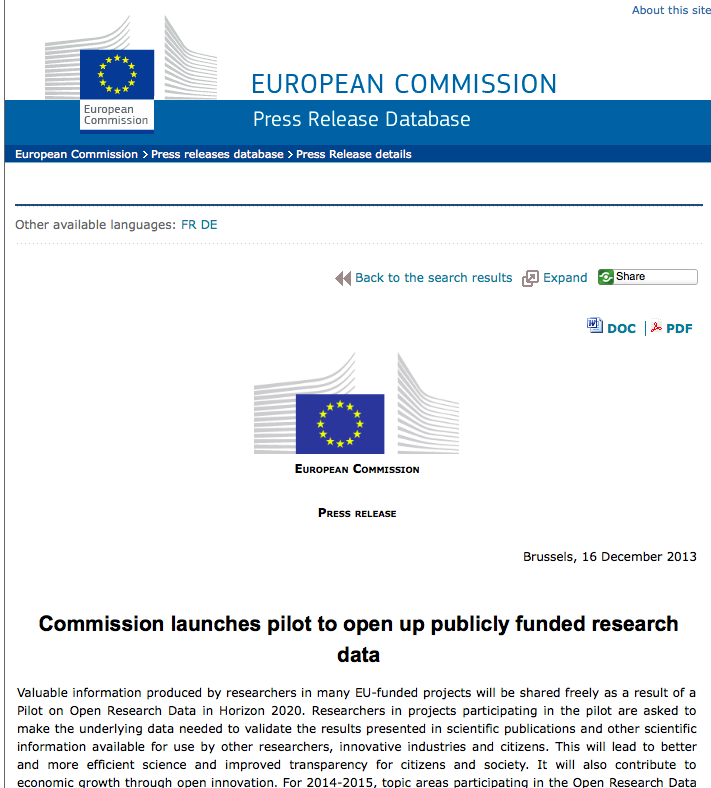 About this site
European
Commission
EUROPEAN COMMISSION
Press Release Database
European Commission > Press releases database > Press Release details
Other available languages: FR DE
Back to the search results Expand Share
DOC | PDF
EUROPEAN COMMISSION
PRESS RELEASE
Brussels, 16 December 2013
Commission launches pilot to open up publicly funded research
data
Valuable information produced by researchers in many EU-funded projects will be shared freely as a result of a
Pilot on Open Research Data in Horizon 2020. Researchers in projects participating in the pilot are asked to
make the underlying data needed to validate the results presented in scientific publications and other scientific
information available for use by other researchers, innovative industries and citizens. This will lead to better
and more efficient science and improved transparency for citizens and society. It will also contribute to
economic growth through open innovation. For 2014-2015, topic areas participating in the Open Research Data